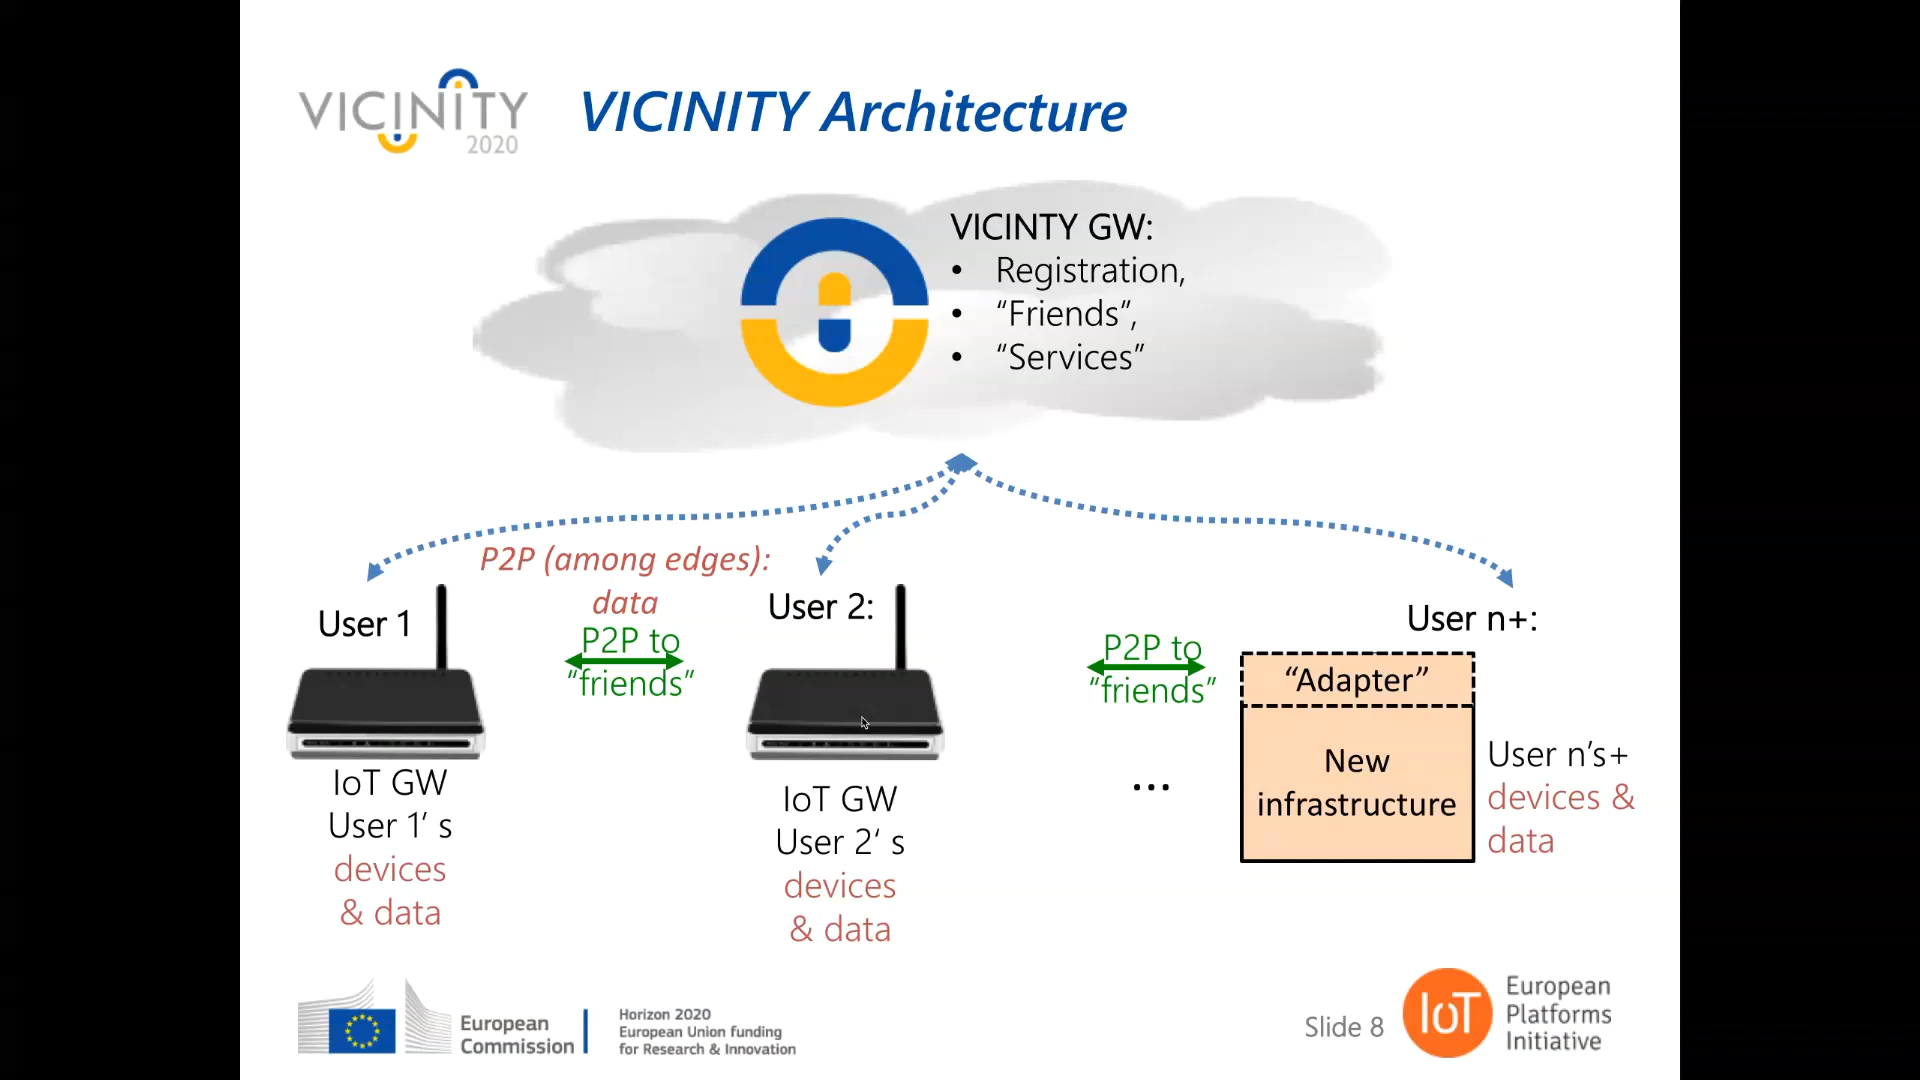 VICINITY
2020
VICINITY Architecture
VICINTY GW:
• Registration,
• “Friends”,
• “Services”
P2P (among edges):
data
User 1
P2P to
“friends”
User 2:
P2P to
“friends”
User n+:
“Adapter”
New
infrastructure
User n’s+
devices &
data
...
IoT GW
User 1’ s
devices
& data
IoT GW
User 2‘ s
devices
& data
European
Commission
Horizon 2020
European Union funding
for Research & Innovation
Slide 8
IoT
European
Platforms
Initiative